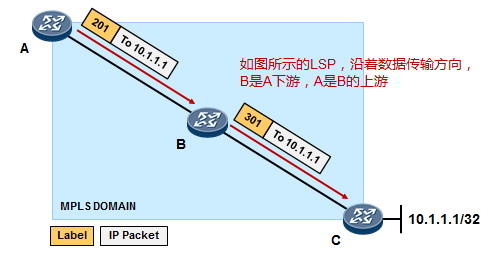 A
201 To 10.1.1.1
如图所示的LSP，沿着数据传输方向，
B是A下游，A是B的上游
B
301 To 10.1.1.1
MPLS DOMAIN
10.1.1.1/32
Label IP Packet
C